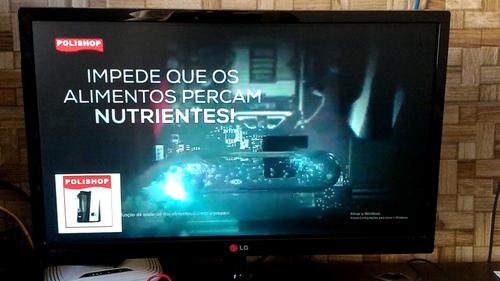 POLISHOP
IMPEDE QUE OS
ALIMENTOS PERCAM
NUTRIENTES!
POLISHOP
Ativar o Windows
LG